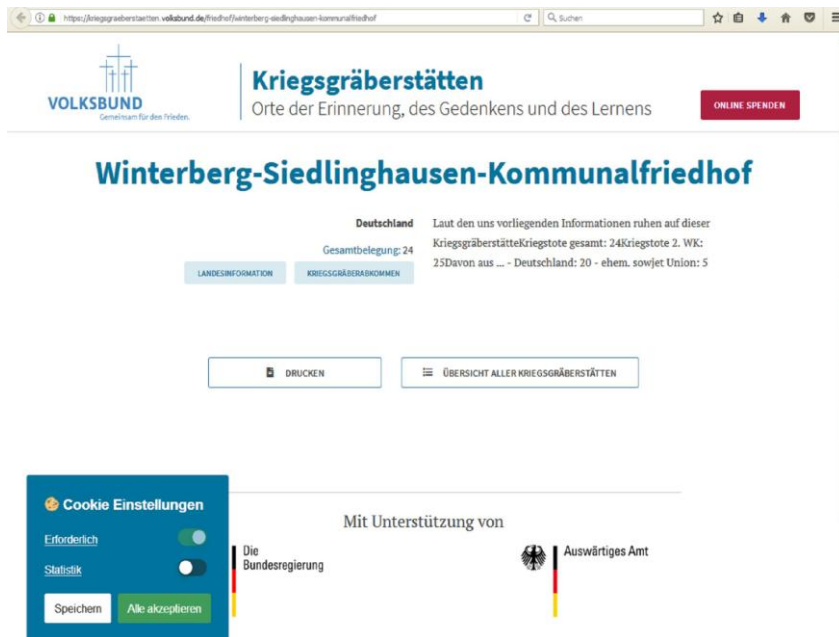 https://kriegsgraeberstaetten.volksbund.de/friedhof/winterberg-siedlinghausen-kommunalfriedhof
Suchen
VOLKSBUND
Gemeinsam für den Frieden.
Kriegsgräberstätten
Orte der Erinnerung, des Gedenkens und des Lernens
ONLINE SPENDEN
Winterberg-Siedlinghausen-Kommunalfriedhof
Deutschland
Gesamtbelegung: 24
LANDESINFORMATION
KRIEGSGRÄBERABKOMMEN
Laut den uns vorliegenden Informationen ruhen auf dieser
KriegsgräberstätteKriegstote gesamt: 24Kriegstote 2. WK:
25Davon aus ... - Deutschland: 20 - ehem. sowjet Union: 5
DRUCKEN
ÜBERSICHT ALLER KRIEGSGRÄBERSTÄTTEN
Cookie Einstellungen
Erforderlich
Statistik
Speichern
Alle akzeptieren
Mit Unterstützung von
Die
Bundesregierung
Auswärtiges Amt